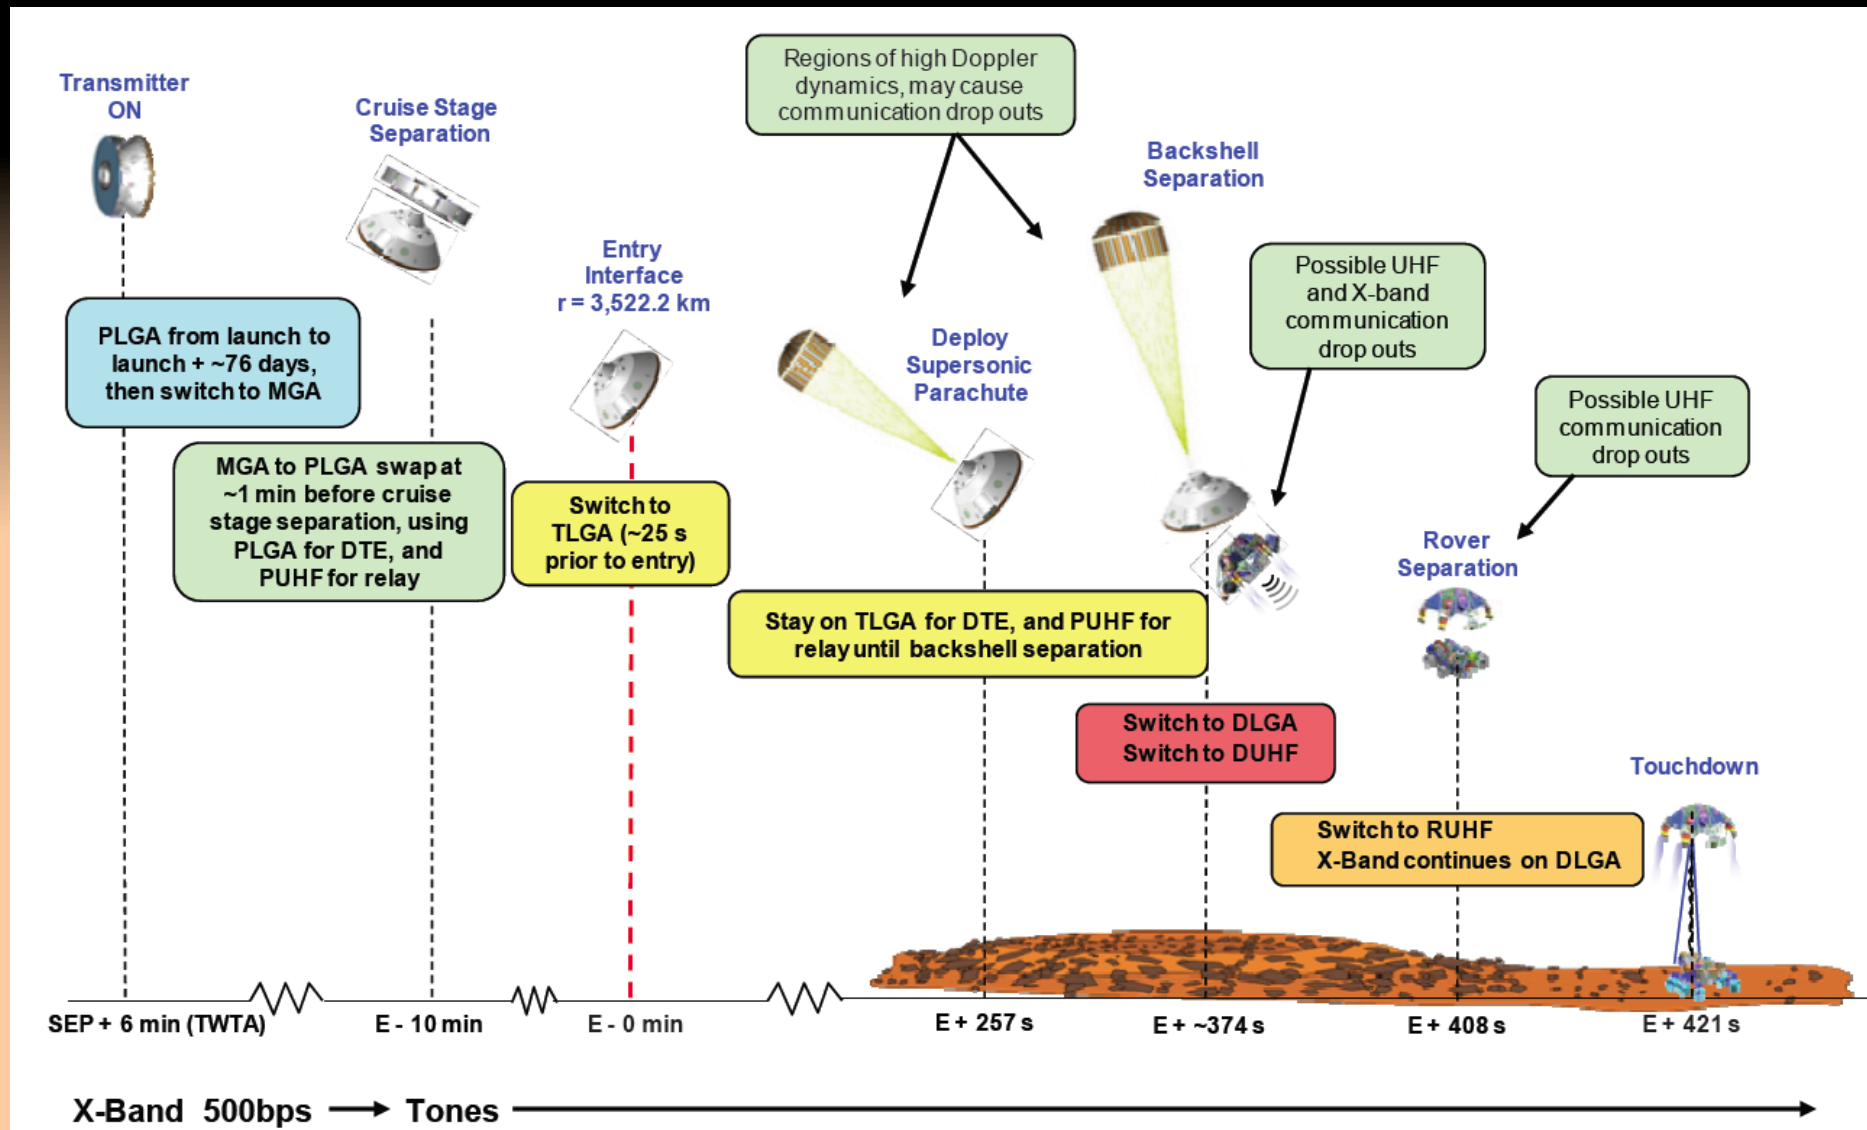 Transmitter
ON
Cruise Stage
Separation
Entry
Interface
r = 3,522.2 km
Regions of high Doppler
dynamics, may cause
communication drop outs
Deploy
Supersonic
Parachute
Backshell
Separation
Possible UHF
and X-band
communication
drop outs
Possible UHF
communication
drop outs
Rover
Separation
Touchdown
PLGA from launch to
launch + ~76 days,
then switch to MGA
MGA to PLGA swap at
~1 min before cruise
stage separation, using
PLGA for DTE, and
PUHF for relay
Switch to
TLGA (~25 s
prior to entry)
Stay on TLGA for DTE, and PUHF for
relay until backshell separation
Switch to DLGA
Switch to DUHF
Switch to RUHF
X-Band continues on DLGA
SEP + 6 min (TWTA)
E - 10 min
E - 0 min
E + 257 s
E + ~374 s
E + 408 s
E + 421 s
X-Band 500bps → Tones